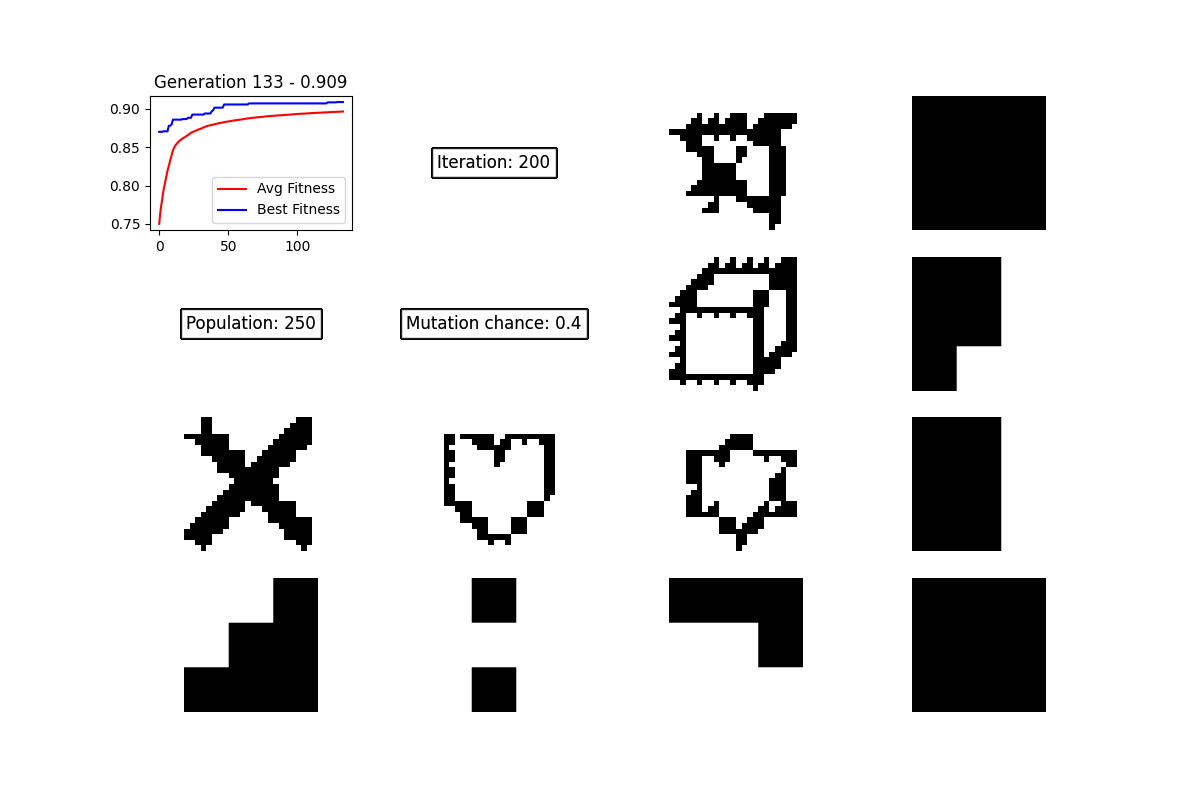 Generation 133 - 0.909
0.90
0.85
0.80
0.75
Avg Fitness
Best Fitness
0 50 100
Iteration: 200
Population: 250
Mutation chance: 0.4